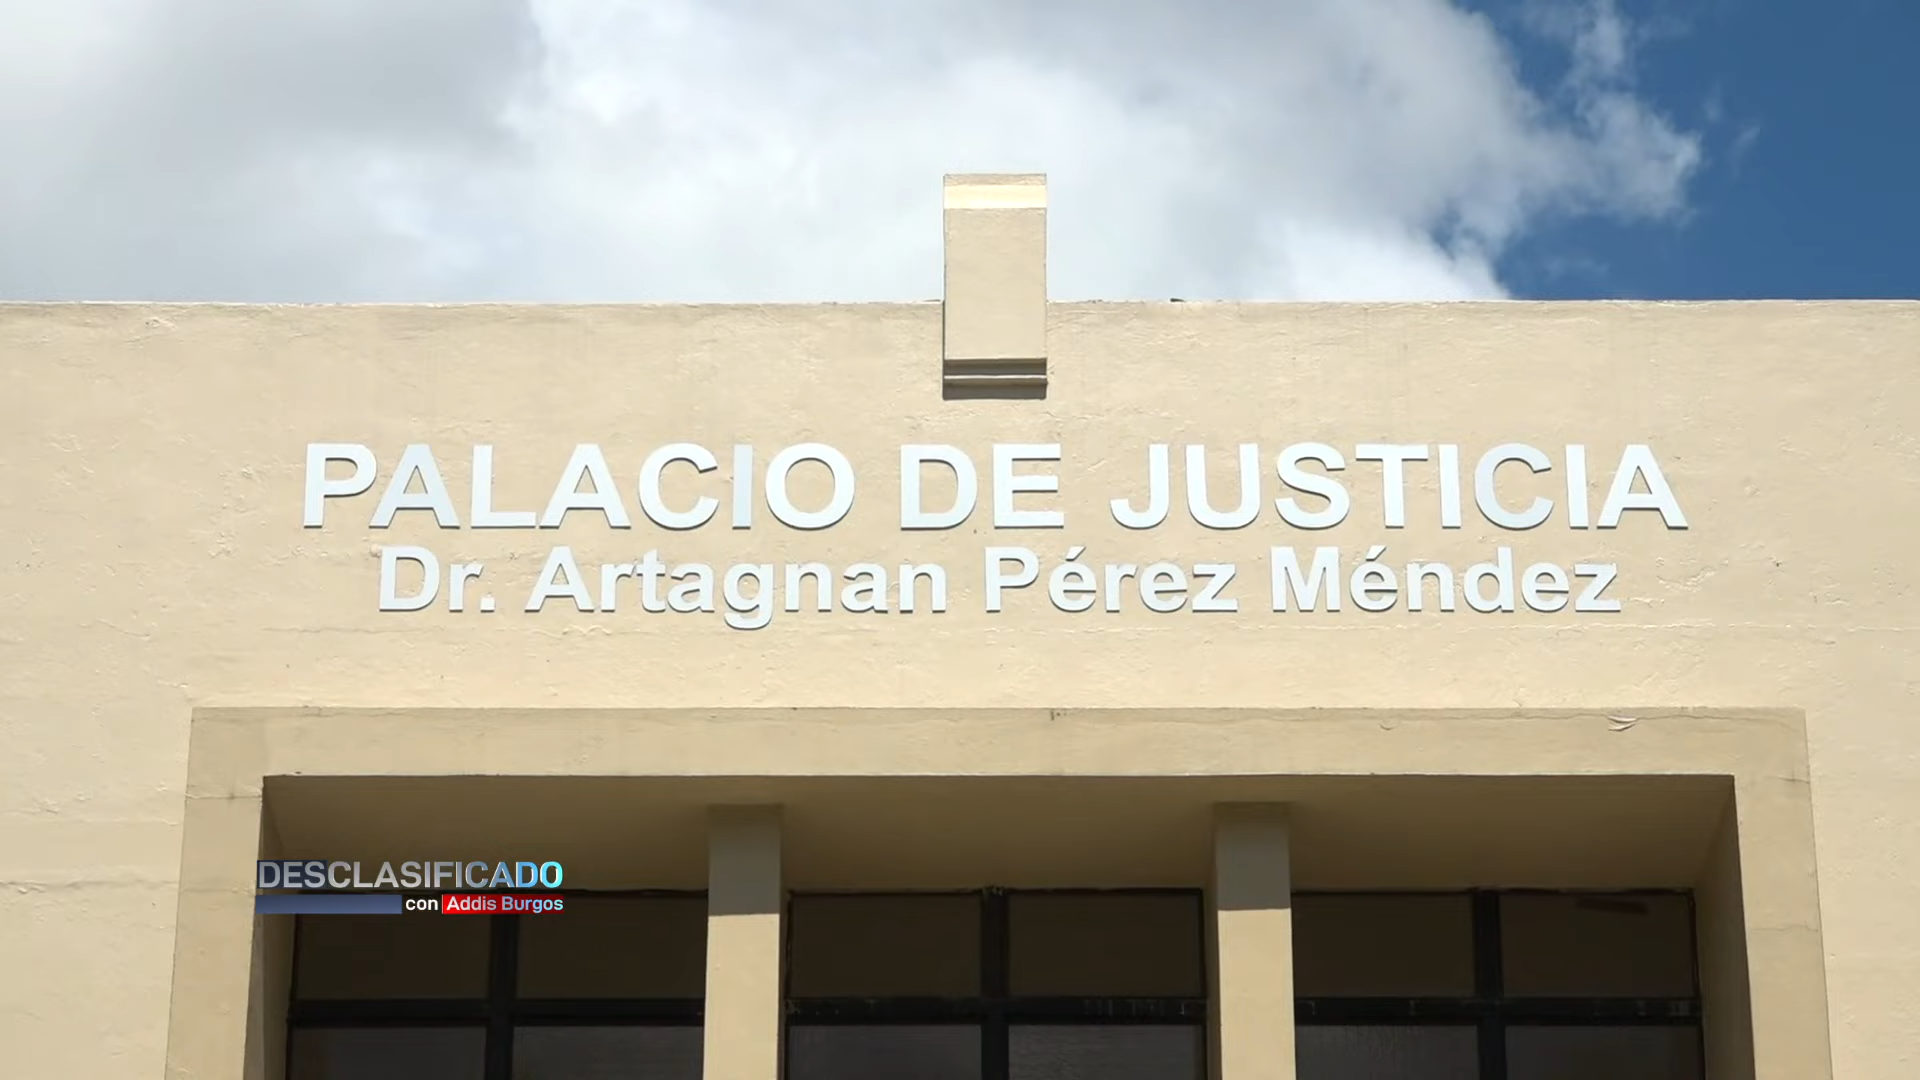 PALACIO DE JUSTICIA
Dr. Artagnan Pérez Méndez
DESCLASIFICADO
con Addis Burgos